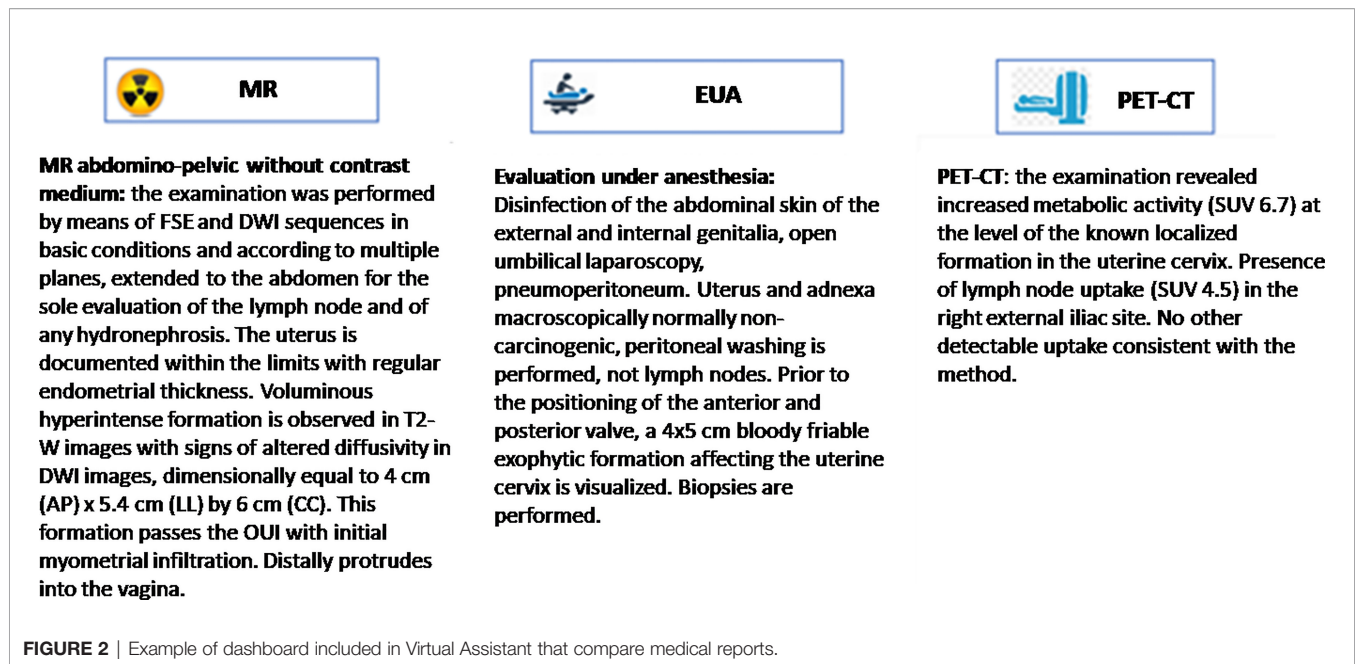 MR
MR abdomino-pelvic without contrast
medium: the examination was performed
by means of FSE and DWI sequences in
basic conditions and according to multiple
planes, extended to the abdomen for the
sole evaluation of the lymph node and of
any hydronephrosis. The uterus is
documented within the limits with regular
endometrial thickness. Voluminous
hyperintense formation is observed in T2-
W images with signs of altered diffusivity in
DWI images, dimensionally equal to 4 cm
(AP) x 5.4 cm (LL) by 6 cm (CC). This
formation passes the OUI with initial
myometrial infiltration. Distally protrudes
into the vagina.
EUA
Evaluation under anesthesia:
Disinfection of the abdominal skin of the
external and internal genitalia, open
umbilical laparoscopy,
pneumoperitoneum. Uterus and adnexa
macroscopically normally non-
carcinogenic, peritoneal washing is
performed, not lymph nodes. Prior to
the positioning of the anterior and
posterior valve, a 4x5 cm bloody friable
exophytic formation affecting the uterine
cervix is visualized. Biopsies are
performed.
PET-CT
PET-CT: the examination revealed
increased metabolic activity (SUV 6.7) at
the level of the known localized
formation in the uterine cervix. Presence
of lymph node uptake (SUV 4.5) in the
right external iliac site. No other
detectable uptake consistent with the
method.
FIGURE 2 | Example of dashboard included in Virtual Assistant that compare medical reports.